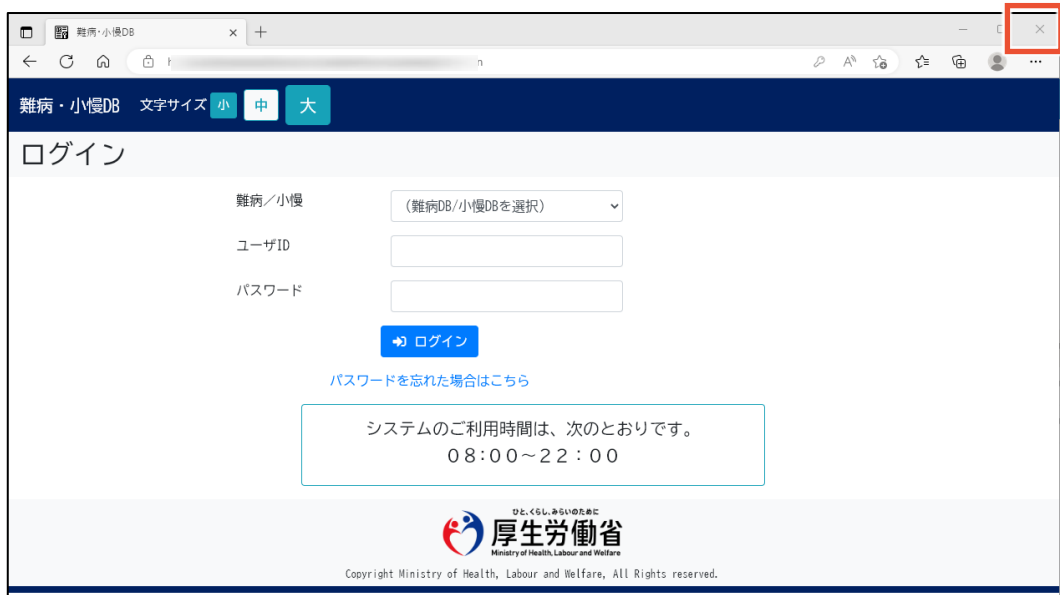 難病・小慢DB
難病・小慢DB 文字サイズ 小 中 大
ログイン
難病／小慢 (難病DB/小慢DBを選択)
ユーザID
パスワード
ログイン
パスワードを忘れた場合はこちら
システムのご利用時間は、次のとおりです。
０８：００～２２：００
ひと、くらし、みらいのために
厚生労働省
Ministry of Health, Labour and Welfare
Copyright Ministry of Health, Labour and Welfare, All Rights reserved.